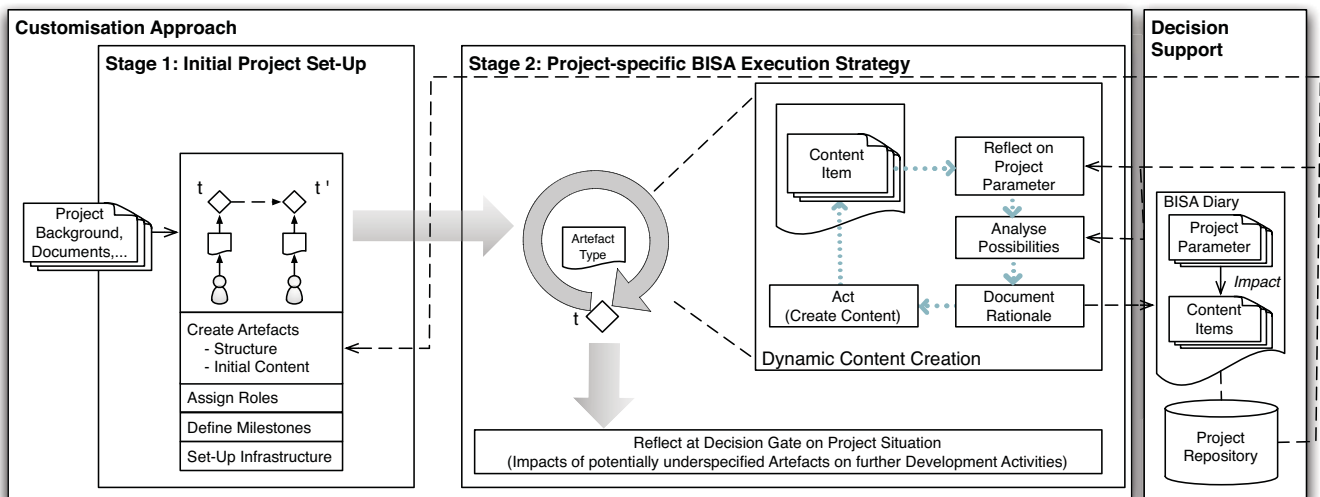 Customisation Approach
Stage 1: Initial Project Set-Up
t
t '
Project
Background,
Documents,...
Create Artefacts
- Structure
- Initial Content
Assign Roles
Define Milestones
Set-Up Infrastructure
Stage 2: Project-specific BISA Execution Strategy
Artefact
Type
t
Content
Item
Reflect on
Project
Parameter
Analyse
Possibilities
Document
Rationale
Act
(Create Content)
Dynamic Content Creation
Reflect at Decision Gate on Project Situation
(Impacts of potentially underspecified Artefacts on further Development Activities)
Decision
Support
BISA Diary
Project
Parameter
Impact
Content
Items
Project
Repository